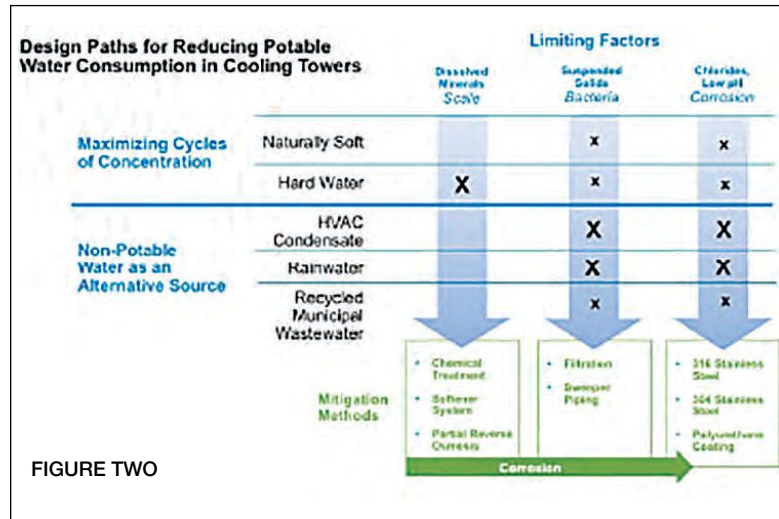 Design Paths for Reducing Potable
Water Consumption in Cooling Towers
Limiting Factors
Dissolved
Minerals
Scale
Suspended
Solids
Bacteria
Chlorides,
Low pH
Corrosion
Maximizing Cycles
of Concentration
Naturally Soft
x
x
Hard Water
X
x
x
Non-Potable
Water as an
Alternative Source
HVAC
Condensate
X
X
Rainwater
X
X
Recycled
Municipal
Wastewater
x
x
Mitigation
Methods
• Chemical
Treatment
• Softener
System
• Partial Reverse
Osmosis
• Filtration
• Sweeper
Piping
• 316 Stainless
Steel
• 304 Stainless
Steel
• Polyurethane
Coating
Corrosion
FIGURE TWO